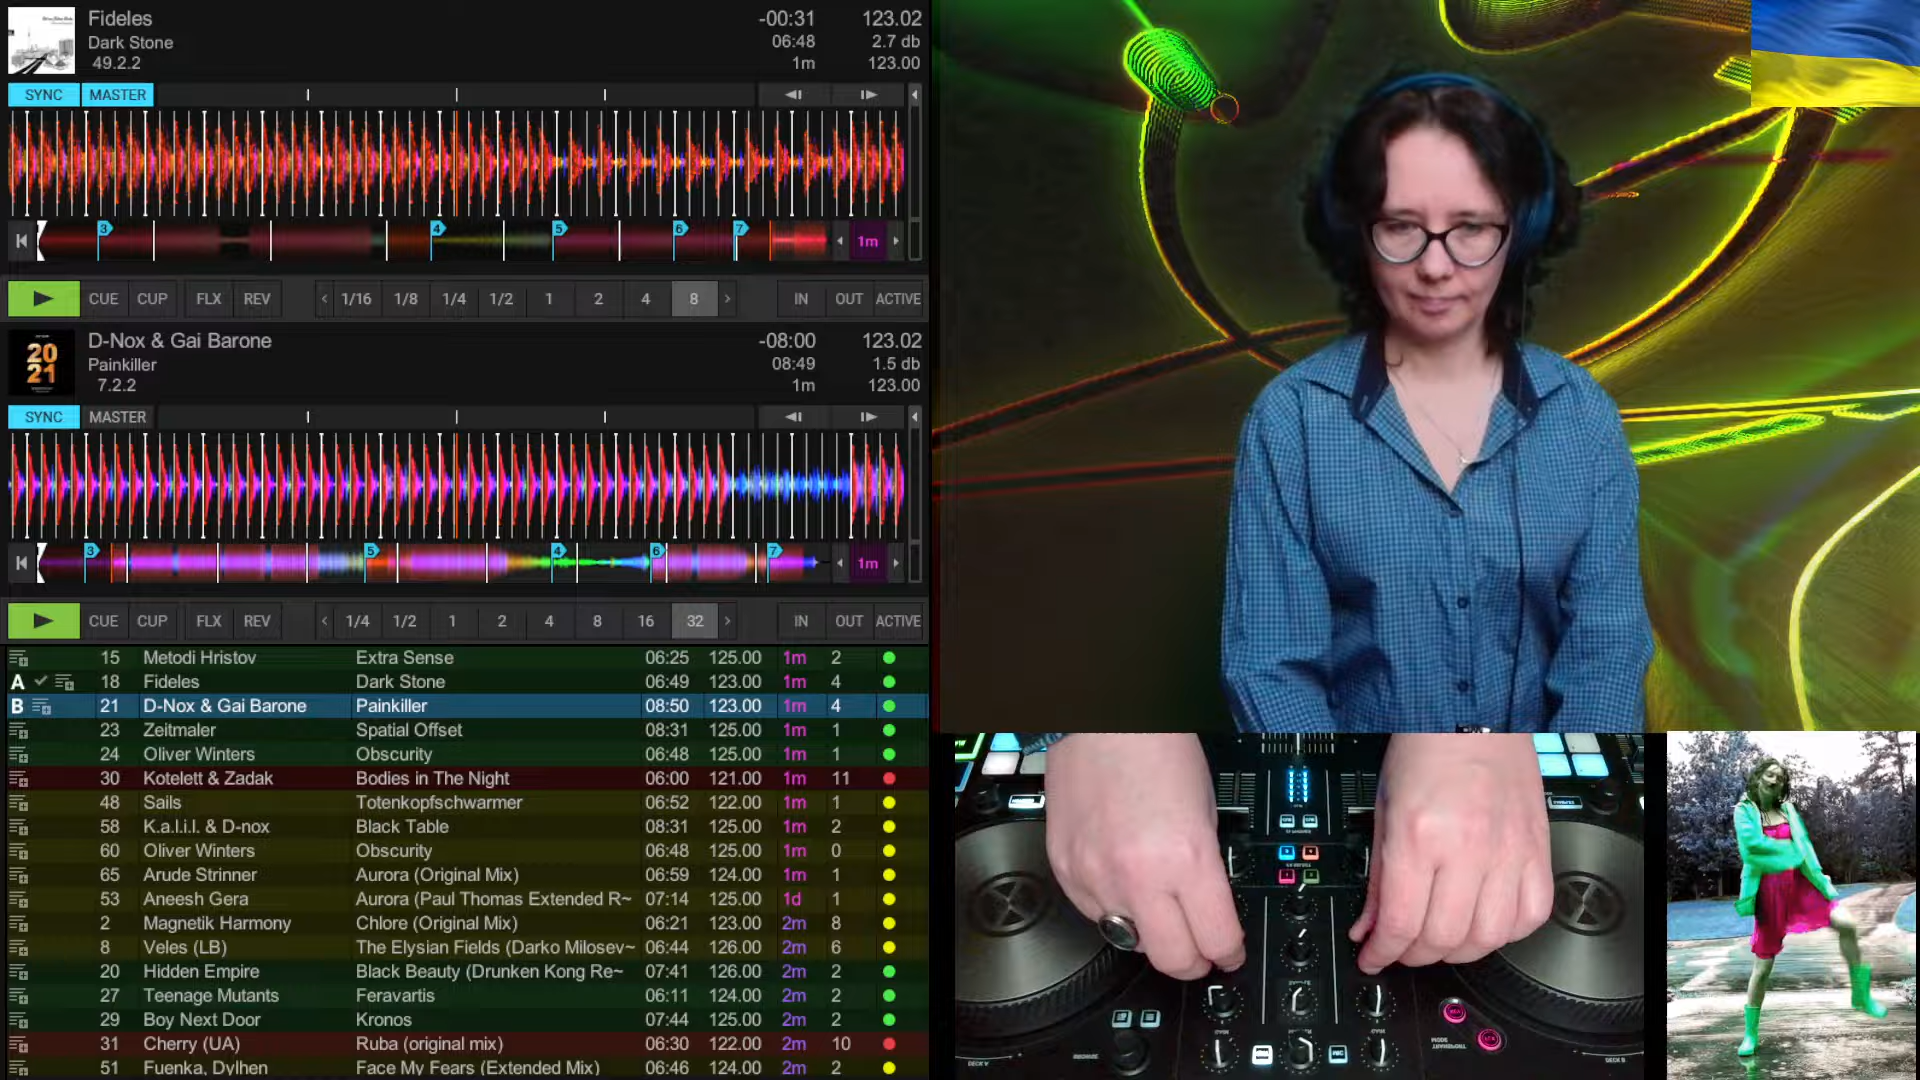 Fideles -00:31 123.02
Dark Stone 06:48 2.7 db
49.2.2 1m 123.00
SYNC MASTER
3 4 5 6 7 1m
CUE CUP FLX REV 1/16 1/8 1/4 1/2 1 2 4 8 IN OUT ACTIVE
20 D-Nox & Gai Barone -08:00 123.02
21 Painkiller 08:49 1.5 db
7.2.2 1m 123.00
SYNC MASTER
3 5 4 6 7 1m
CUE CUP FLX REV 1/4 1/2 1 2 4 8 16 32 IN OUT ACTIVE
15 Metodi Hristov Extra Sense 06:25 125.00 1m 2
A 18 Fideles Dark Stone 06:49 123.00 1m 4
B 21 D-Nox & Gai Barone Painkiller 08:50 123.00 1m 4
23 Zeitmaler Spatial Offset 08:31 125.00 1m 1
24 Oliver Winters Obscurity 06:48 125.00 1m 1
30 Kotelett & Zadak Bodies in The Night 06:00 121.00 1m 11
48 Sails Totenkopfschwarmer 06:52 122.00 1m 1
58 K.a.l.i.l. & D-nox Black Table 08:31 125.00 1m 2
60 Oliver Winters Obscurity 06:48 125.00 1m 0
65 Arude Strinner Aurora (Original Mix) 06:59 124.00 1m 1
53 Aneesh Gera Aurora (Paul Thomas Extended R~ 07:14 125.00 1d 1
2 Magnetik Harmony Chlore (Original Mix) 06:21 123.00 2m 8
8 Veles (LB) The Elysian Fields (Darko Milosev~ 06:44 126.00 2m 6
20 Hidden Empire Black Beauty (Drunken Kong Re~ 07:41 126.00 2m 2
27 Teenage Mutants Feravartis 06:11 124.00 2m 2
29 Boy Next Door Kronos 07:44 125.00 2m 2
31 Cherry (UA) Ruba (original mix) 06:30 122.00 2m 10
51 Fuenka, Dylhen Face My Fears (Extended Mix) 06:46 124.00 2m 2